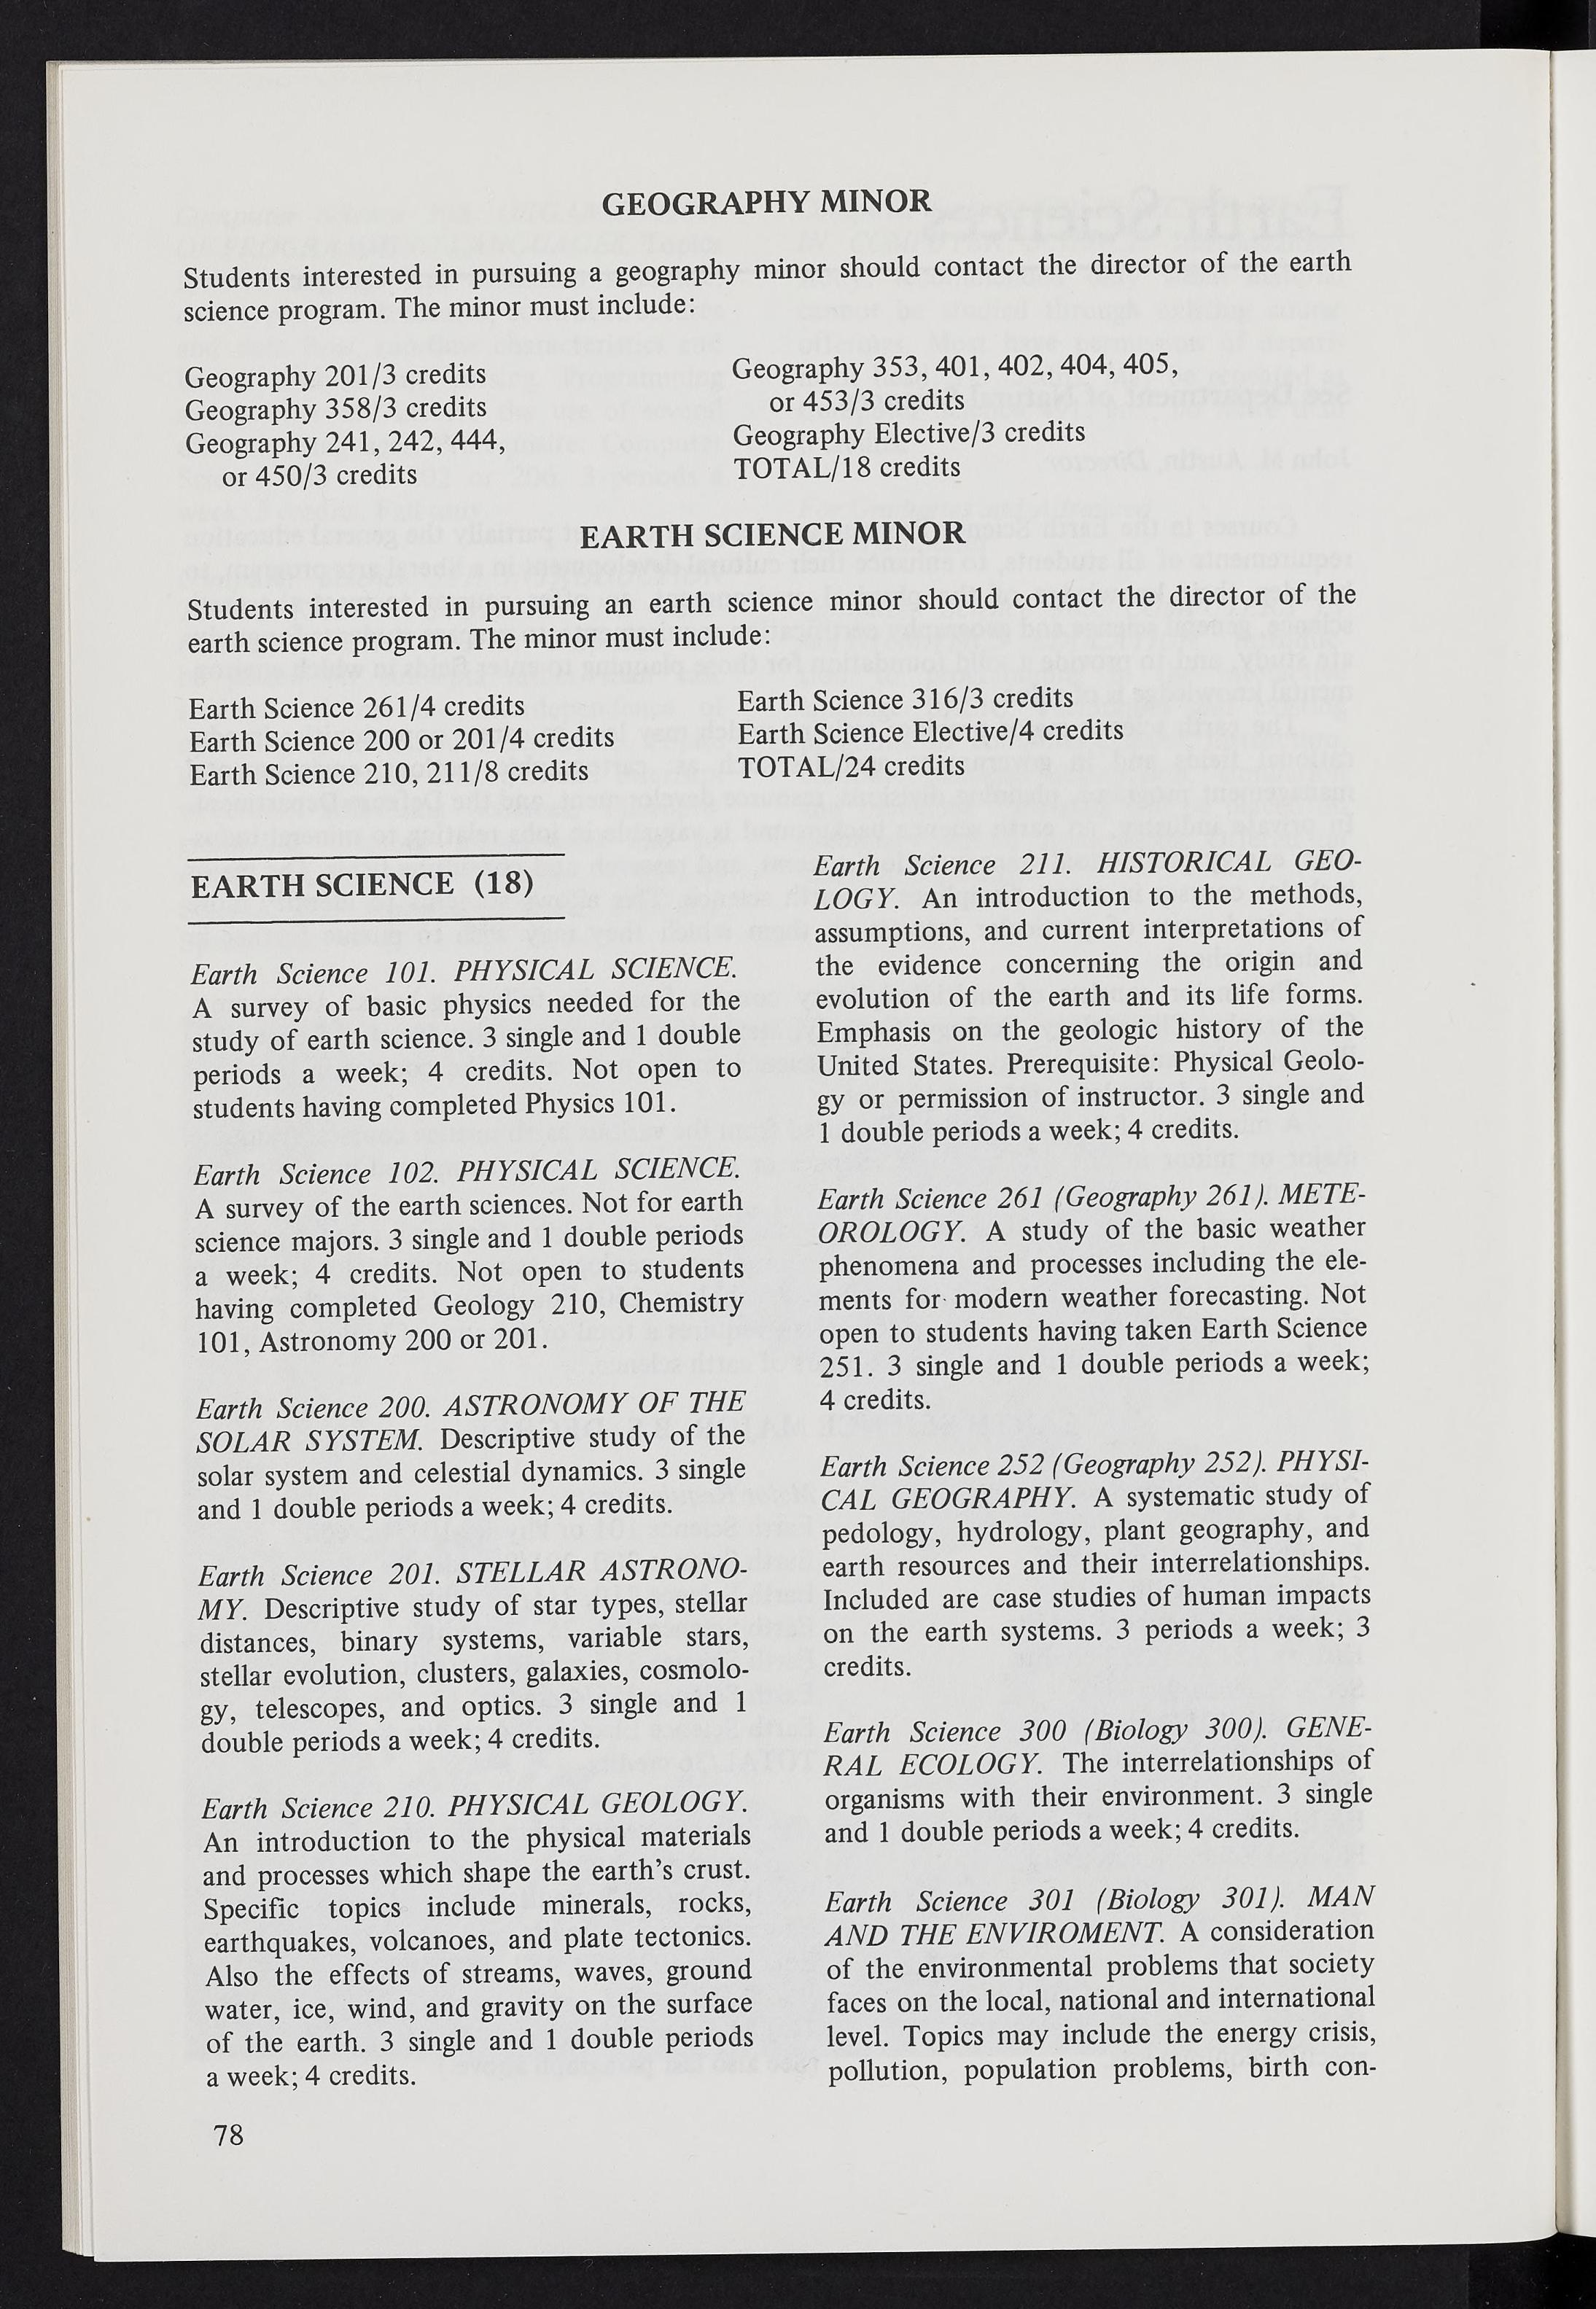 GEOGRAPHY MINOR
Students interested in pursuing a geography minor should contact the director of the earth
science program. The minor must include:
Geography 201/3 credits
Geography 358/3 credits
Geography 241, 242, 444,
or 450/3 credits
Geography 353, 401, 402, 404, 405,
or 453/3 credits
Geography Elective/3 credits
TOTAL/18 credits
EARTH SCIENCE MINOR
Students interested in pursuing an earth science minor should contact the director of the
earth science program. The minor must include:
Earth Science 261/4 credits
Earth Science 200 or 201/4 credits
Earth Science 210, 211/8 credits
Earth Science 316/3 credits
Earth Science Elective/4 credits
TOTAL/24 credits
EARTH SCIENCE (18)
Earth Science 101. PHYSICAL SCIENCE.
A survey of basic physics needed for the
study of earth science. 3 single and 1 double
periods a week; 4 credits. Not open to
students having completed Physics 101.
Earth Science 102. PHYSICAL SCIENCE.
A survey of the earth sciences. Not for earth
science majors. 3 single and 1 double periods
a week; 4 credits. Not open to students
having completed Geology 210, Chemistry
101, Astronomy 200 or 201.
Earth Science 200. ASTRONOMY OF THE
SOLAR SYSTEM. Descriptive study of the
solar system and celestial dynamics. 3 single
and 1 double periods a week; 4 credits.
Earth Science 201. STELLAR ASTRONO-
MY. Descriptive study of star types, stellar
distances, binary systems, variable stars,
stellar evolution, clusters, galaxies, cosmolo-
gy, telescopes, and optics. 3 single and 1
double periods a week; 4 credits.
Earth Science 210. PHYSICAL GEOLOGY.
An introduction to the physical materials
and processes which shape the earth's crust.
Specific topics include minerals, rocks,
earthquakes, volcanoes, and plate tectonics.
Also the effects of streams, waves, ground
water, ice, wind, and gravity on the surface
of the earth. 3 single and 1 double periods
a week; 4 credits.
Earth Science 211. HISTORICAL GEO-
LOGY. An introduction to the methods,
assumptions, and current interpretations of
the evidence concerning the origin and
evolution of the earth and its life forms.
Emphasis on the geologic history of the
United States. Prerequisite: Physical Geolo-
gy or permission of instructor. 3 single and
1 double periods a week; 4 credits.
Earth Science 261 (Geography 261). METE-
OROLOGY. A study of the basic weather
phenomena and processes including the ele-
ments for modern weather forecasting. Not
open to students having taken Earth Science
251. 3 single and 1 double periods a week;
4 credits.
Earth Science 252 (Geography 252). PHYSI-
CAL GEOGRAPHY. A systematic study of
pedology, hydrology, plant geography, and
earth resources and their interrelationships.
Included are case studies of human impacts
on the earth systems. 3 periods a week; 3
credits.
Earth Science 300 (Biology 300). GENE-
RAL ECOLOGY. The interrelationships of
organisms with their environment. 3 single
and 1 double periods a week; 4 credits.
Earth Science 301 (Biology 301). MAN
AND THE ENVIROMENT. A consideration
of the environmental problems that society
faces on the local, national and international
level. Topics may include the energy crisis,
pollution, population problems, birth con-
78